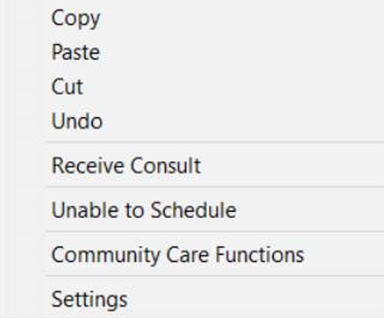 Copy
Paste
Cut
Undo
Receive Consult
Unable to Schedule
Community Care Functions
Settings